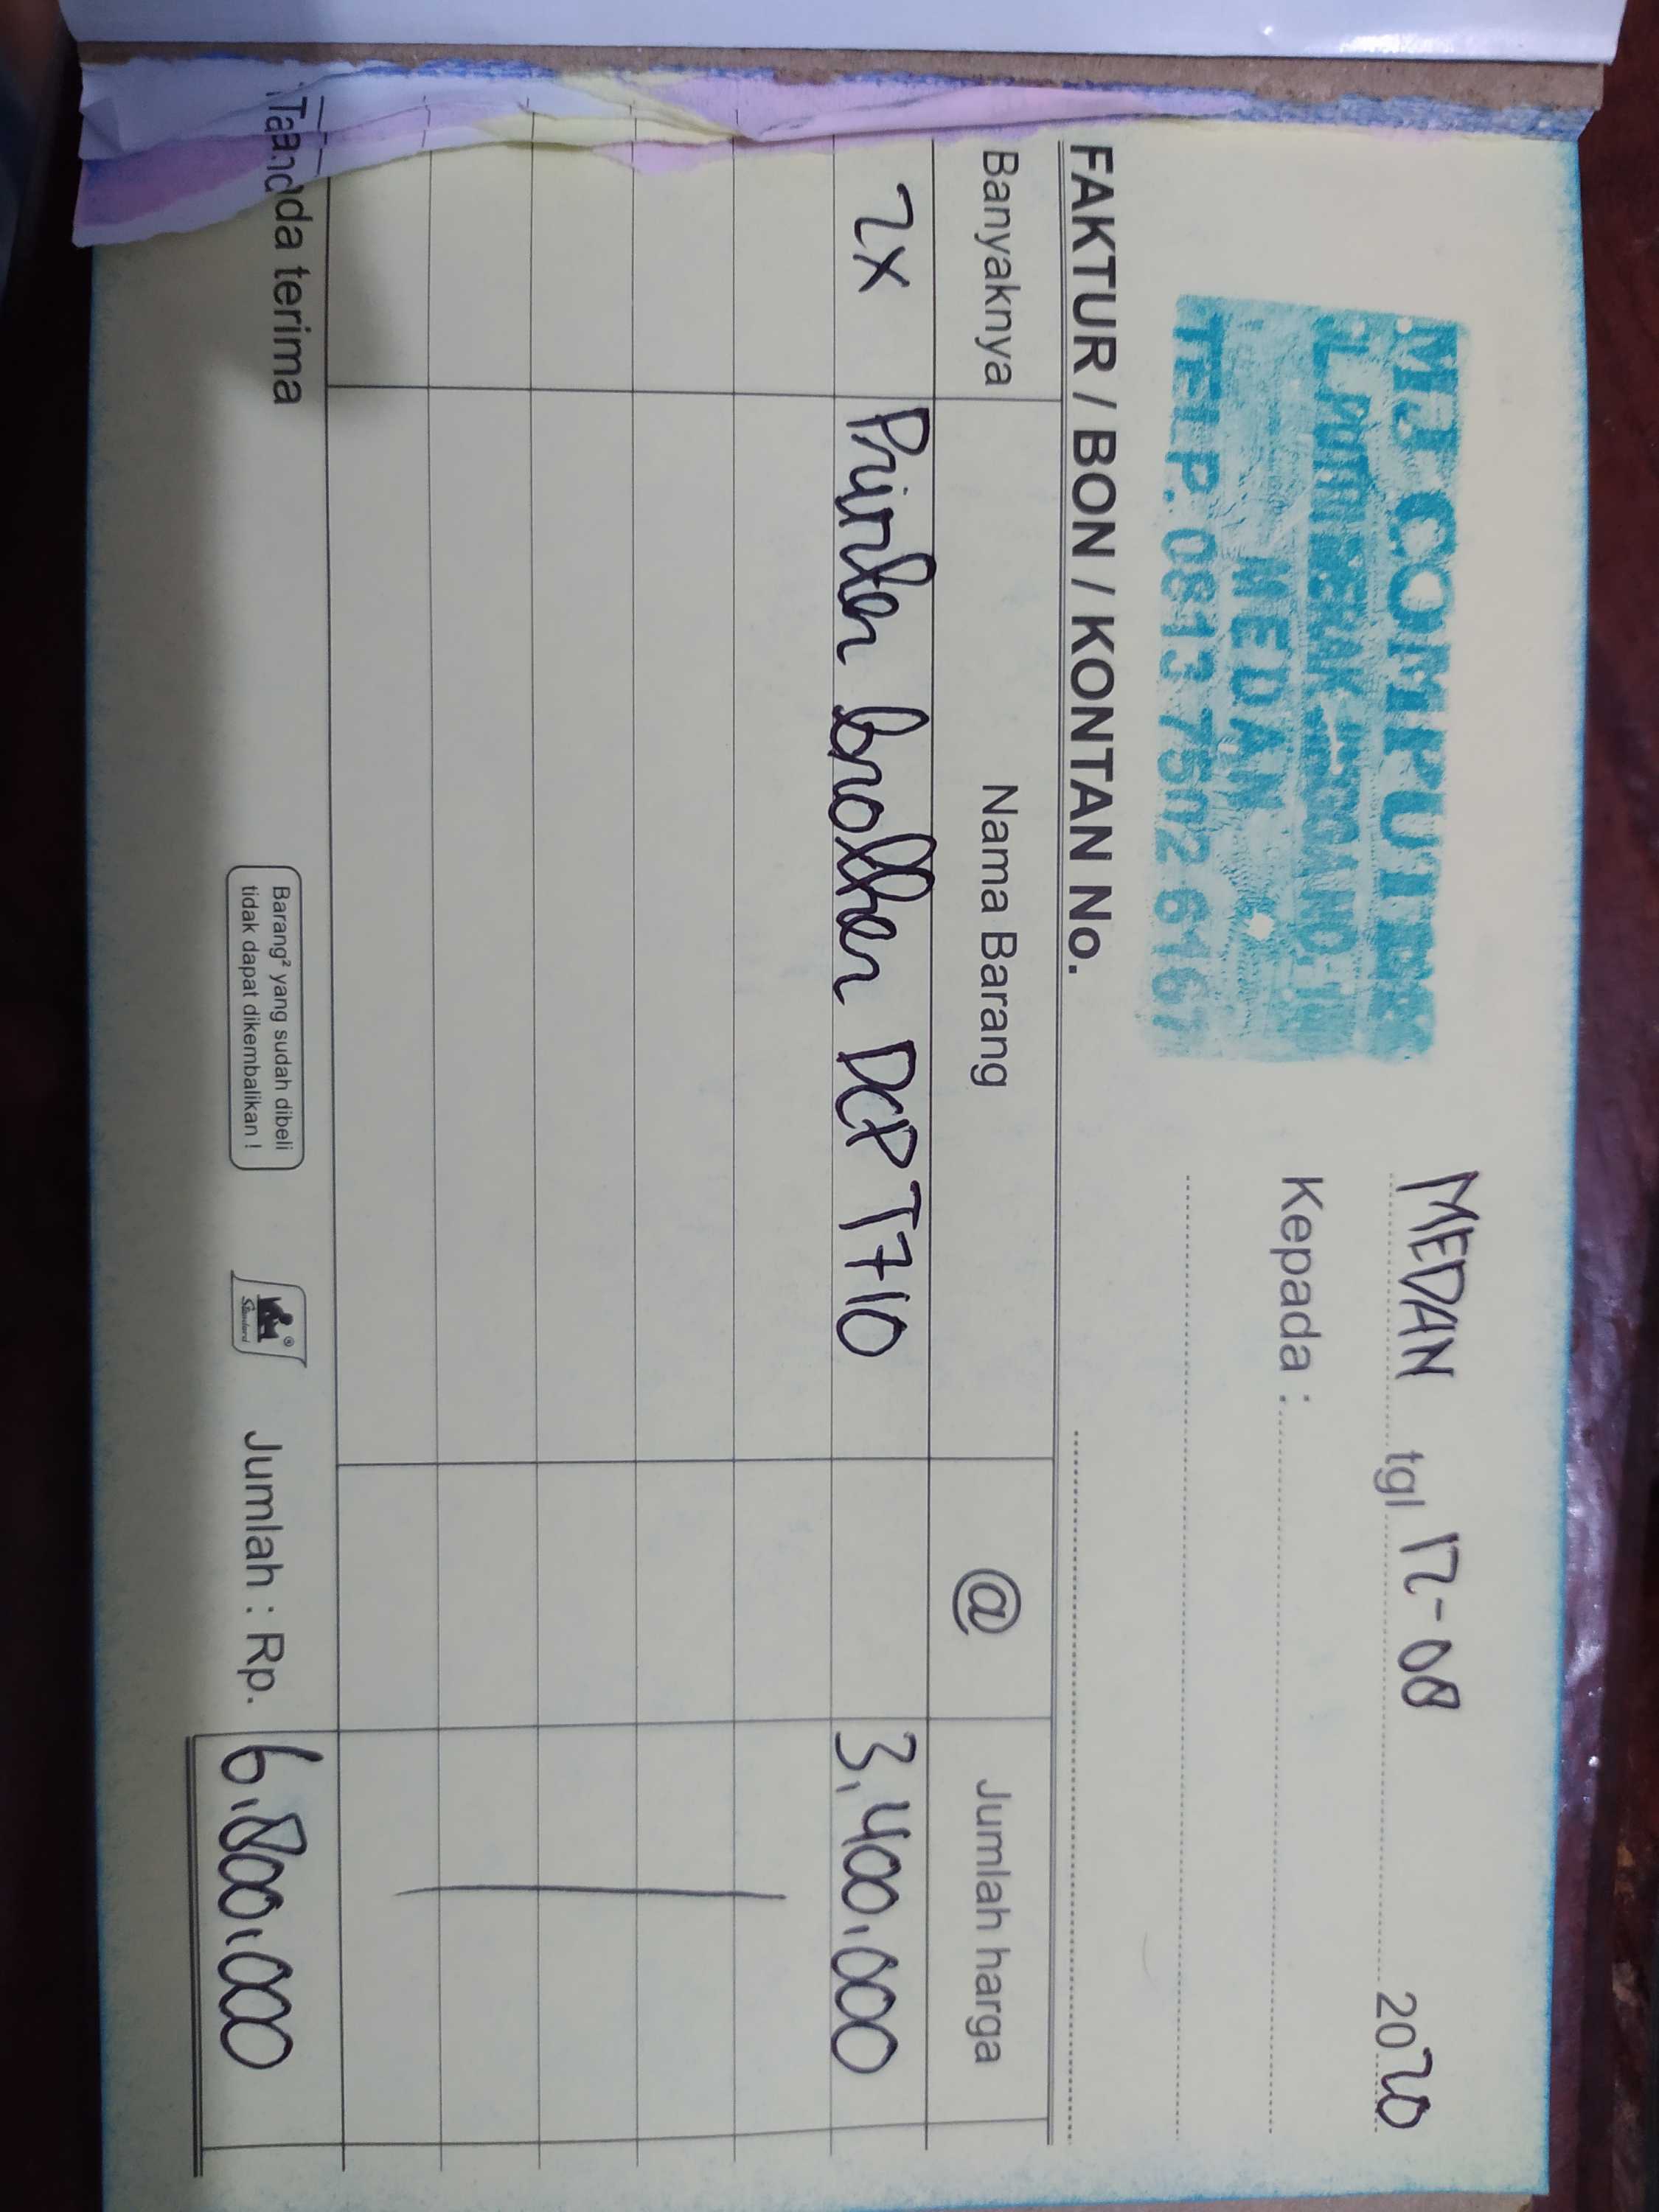 MJ COMPUTER
MEDAN
TELP. 0813 7502 6167
MEDAN tgl 12-08 2020
Kepada :
FAKTUR / BON / KONTAN No.
Banyaknya Nama Barang @ Jumlah harga
2X Printer brother DCP T710 3,400,000
Tanda terima
Barang² yang sudah dibeli
tidak dapat dikembalikan !
Standard
Jumlah : Rp. 6,800,000